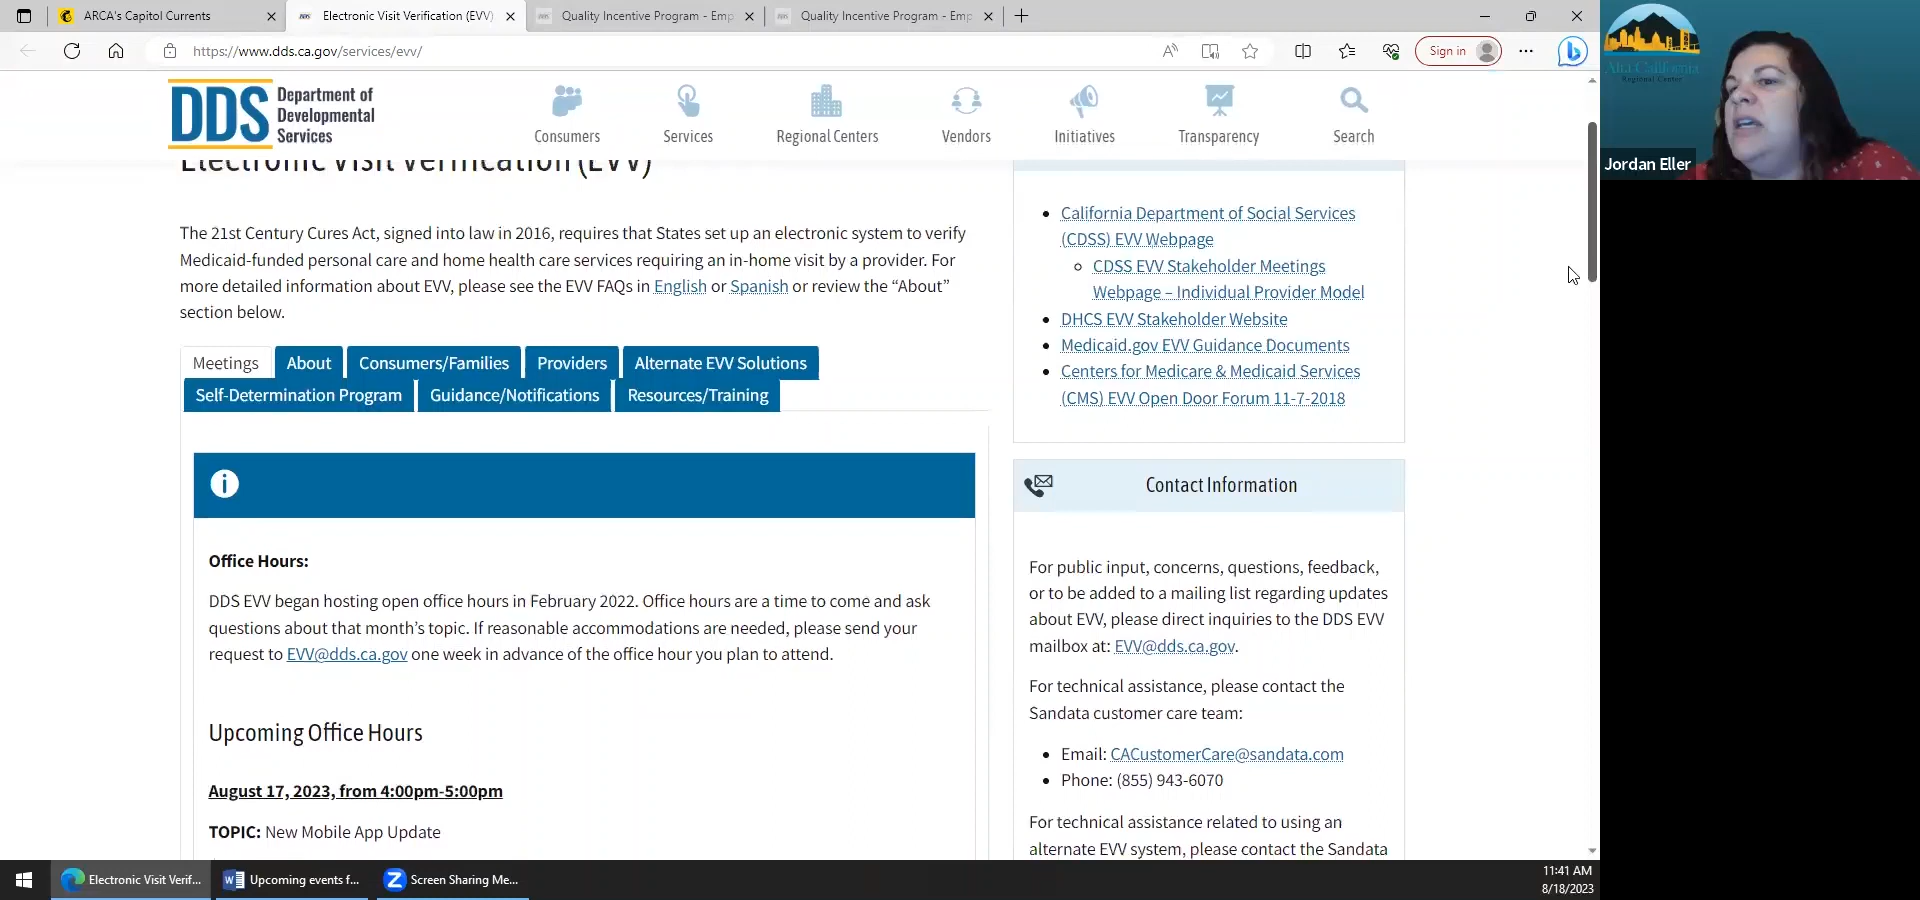 ARCA's Capitol Currents
Electronic Visit Verification (EVV)
Quality Incentive Program - Emp
Quality Incentive Program - Emp
https://www.dds.ca.gov/services/evv/
Sign in
DDS
Department of
Developmental
Services
Consumers
Services
Regional Centers
Vendors
Initiatives
Transparency
Search
Electronic Visit Verification (EVV)
The 21st Century Cures Act, signed into law in 2016, requires that States set up an electronic system to verify
Medicaid-funded personal care and home health care services requiring an in-home visit by a provider. For
more detailed information about EVV, please see the EVV FAQs in English or Spanish or review the “About”
section below.
Meetings
About
Consumers/Families
Providers
Alternate EVV Solutions
Self-Determination Program
Guidance/Notifications
Resources/Training
Office Hours:
DDS EVV began hosting open office hours in February 2022. Office hours are a time to come and ask
questions about that month’s topic. If reasonable accommodations are needed, please send your
request to EVV@dds.ca.gov one week in advance of the office hour you plan to attend.
Upcoming Office Hours
August 17, 2023, from 4:00pm-5:00pm
TOPIC: New Mobile App Update
California Department of Social Services
(CDSS) EVV Webpage
CDSS EVV Stakeholder Meetings
Webpage – Individual Provider Model
DHCS EVV Stakeholder Website
Medicaid.gov EVV Guidance Documents
Centers for Medicare & Medicaid Services
(CMS) EVV Open Door Forum 11-7-2018
Contact Information
For public input, concerns, questions, feedback,
or to be added to a mailing list regarding updates
about EVV, please direct inquiries to the DDS EVV
mailbox at: EVV@dds.ca.gov.
For technical assistance, please contact the
Sandata customer care team:
Email: CACustomerCare@sandata.com
Phone: (855) 943-6070
For technical assistance related to using an
alternate EVV system, please contact the Sandata
Alta California
Regional Center
Jordan Eller
Electronic Visit Verif...
Upcoming events f...
Screen Sharing Me...
11:41 AM
8/18/2023